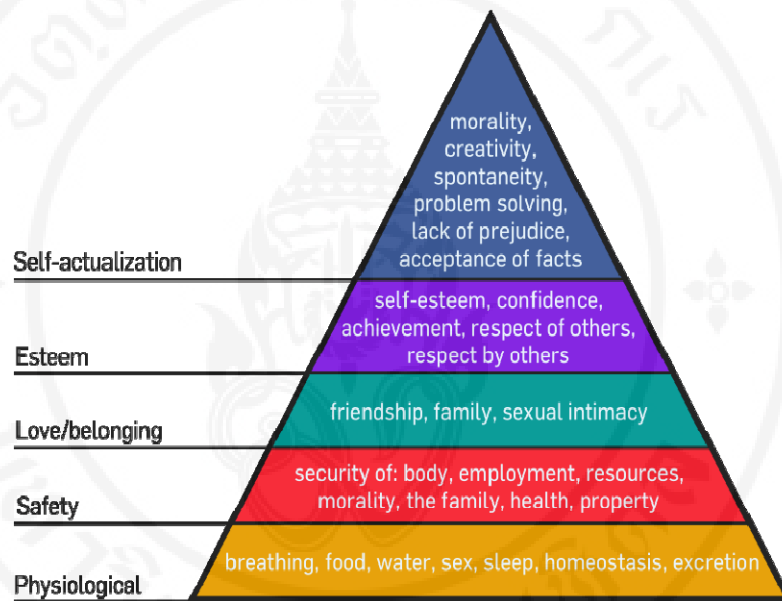 morality,
creativity,
spontaneity,
problem solving,
lack of prejudice,
acceptance of facts
Self-actualization
self-esteem, confidence,
achievement, respect of others,
respect by others
Esteem
friendship, family, sexual intimacy
Love/belonging
security of: body, employment, resources,
morality, the family, health, property
Safety
breathing, food, water, sex, sleep, homeostasis, excretion
Physiological